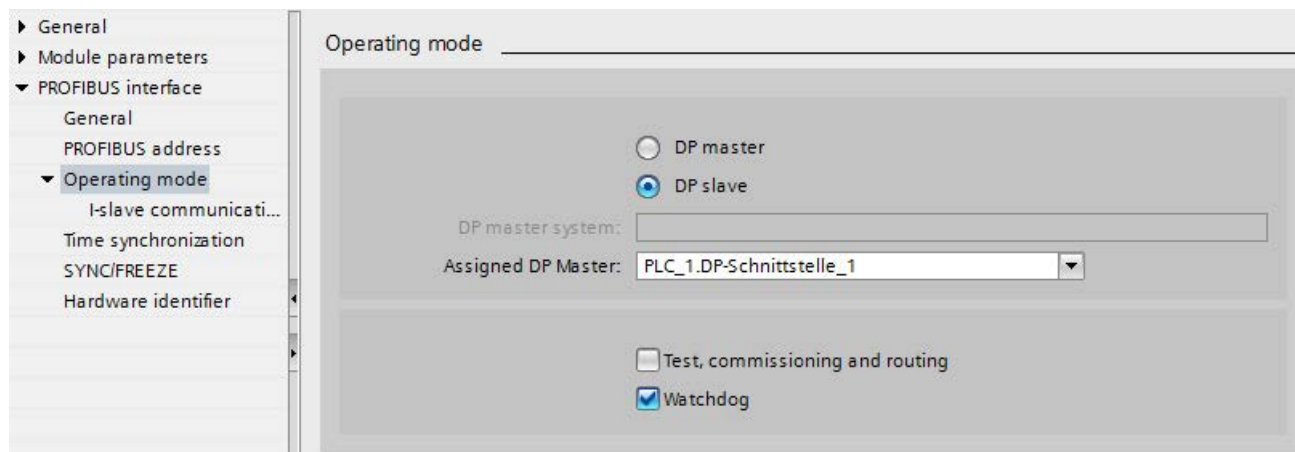 General
Module parameters
PROFIBUS interface
General
PROFIBUS address
Operating mode
I-slave communicati...
Time synchronization
SYNC/FREEZE
Hardware identifier
Operating mode
DP master
DP slave
DP master system:
Assigned DP Master: PLC_1.DP-Schnittstelle_1
Test, commissioning and routing
Watchdog